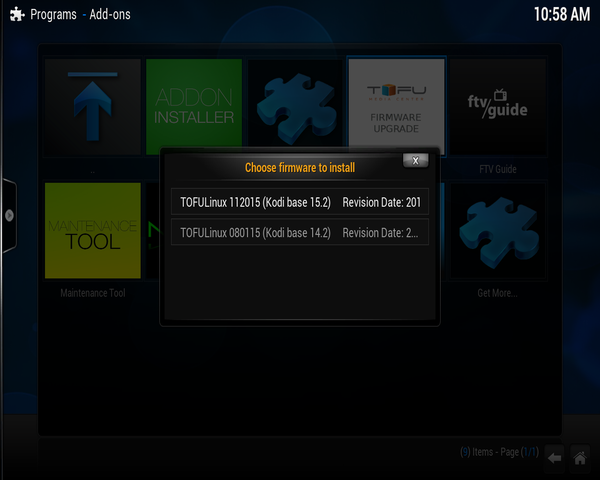 Programs - Add-ons
10:58 AM
ADDON
INSTALLER
TOFU
MEDIA CENTER
FIRMWARE
UPGRADE
ftv/guide
..
FTV Guide
Choose firmware to install
x
TOFULinux 112015 (Kodi base 15.2) Revision Date: 201
TOFULinux 080115 (Kodi base 14.2) Revision Date: 2...
MAINTENANCE
TOOL
Maintenance Tool
Get More...
(9) Items - Page (1/1)